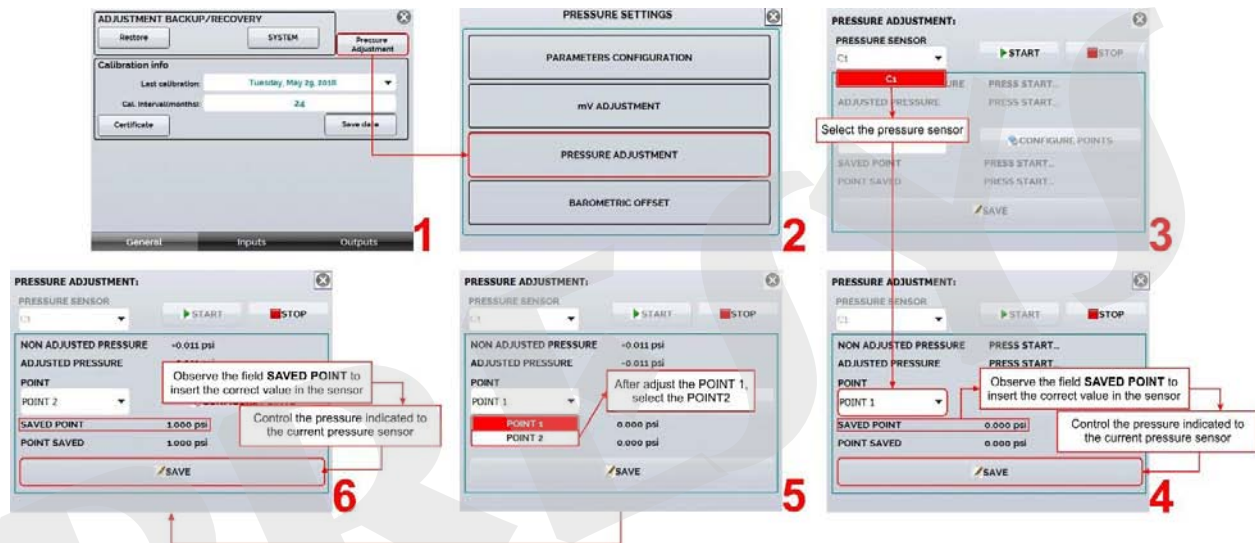 ADJUSTMENT BACKUP/RECOVERY
Restore
SYSTEM
Pressure
Adjustment
Calibration info
Last calibration:
Tuesday, May 29, 2018
Cal. Interval(months):
24
Certificate
Save date
General
Inputs
Outputs
1
PRESSURE SETTINGS
PARAMETERS CONFIGURATION
mV ADJUSTMENT
PRESSURE ADJUSTMENT
BAROMETRIC OFFSET
2
PRESSURE ADJUSTMENT:
PRESSURE SENSOR
C1
START
STOP
C1
URE
PRESS START...
ADJUSTED PRESSURE
PRESS START...
Select the pressure sensor
CONFIGURE POINTS
SAVED POINT
PRESS START...
POINT SAVED
PRESS START...
SAVE
3
PRESSURE ADJUSTMENT:
PRESSURE SENSOR
C1
START
STOP
NON ADJUSTED PRESSURE
-0.011 psi
ADJUSTED PRESSURE
-0.011 psi
POINT
Observe the field SAVED POINT to
insert the correct value in the sensor
POINT 2
Control the pressure indicated to
the current pressure sensor
SAVED POINT
1.000 psi
POINT SAVED
1.000 psi
SAVE
6
PRESSURE ADJUSTMENT:
PRESSURE SENSOR
C1
START
STOP
NON ADJUSTED PRESSURE
-0.011 psi
ADJUSTED PRESSURE
-0.011 psi
POINT
After adjust the POINT 1,
select the POINT2
POINT 1
POINT 1
0.000 psi
POINT 2
0.000 psi
SAVE
5
PRESSURE ADJUSTMENT:
PRESSURE SENSOR
C1
START
STOP
NON ADJUSTED PRESSURE
PRESS START...
ADJUSTED PRESSURE
PRESS START...
POINT
Observe the field SAVED POINT to
insert the correct value in the sensor
POINT 1
Control the pressure indicated to
the current pressure sensor
SAVED POINT
0.000 psi
POINT SAVED
0.000 psi
SAVE
4